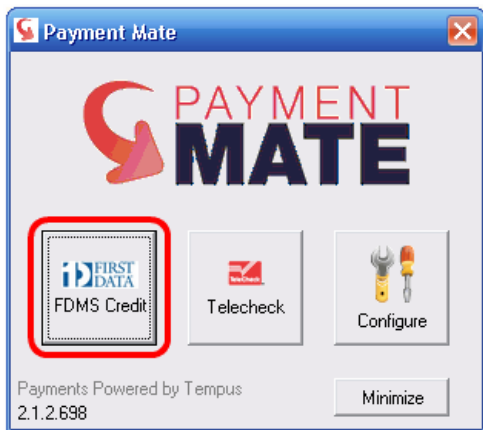 Payment Mate
PAYMENT
MATE
FIRST
DATA
FDMS Credit
TeleCheck
Telecheck
Configure
Payments Powered by Tempus
2.1.2.698
Minimize